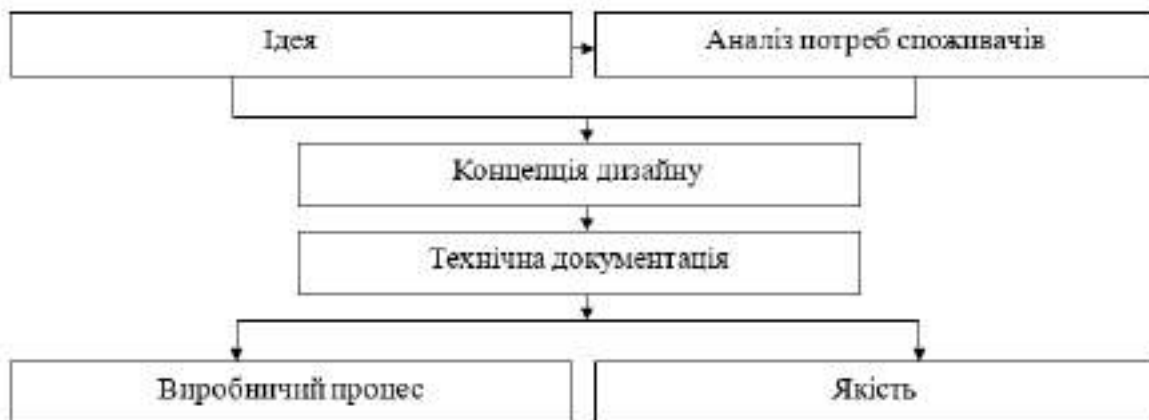 Ідея
Аналіз потреб споживачів
Концепція дизайну
Технічна документація
Виробничий процес
Якість